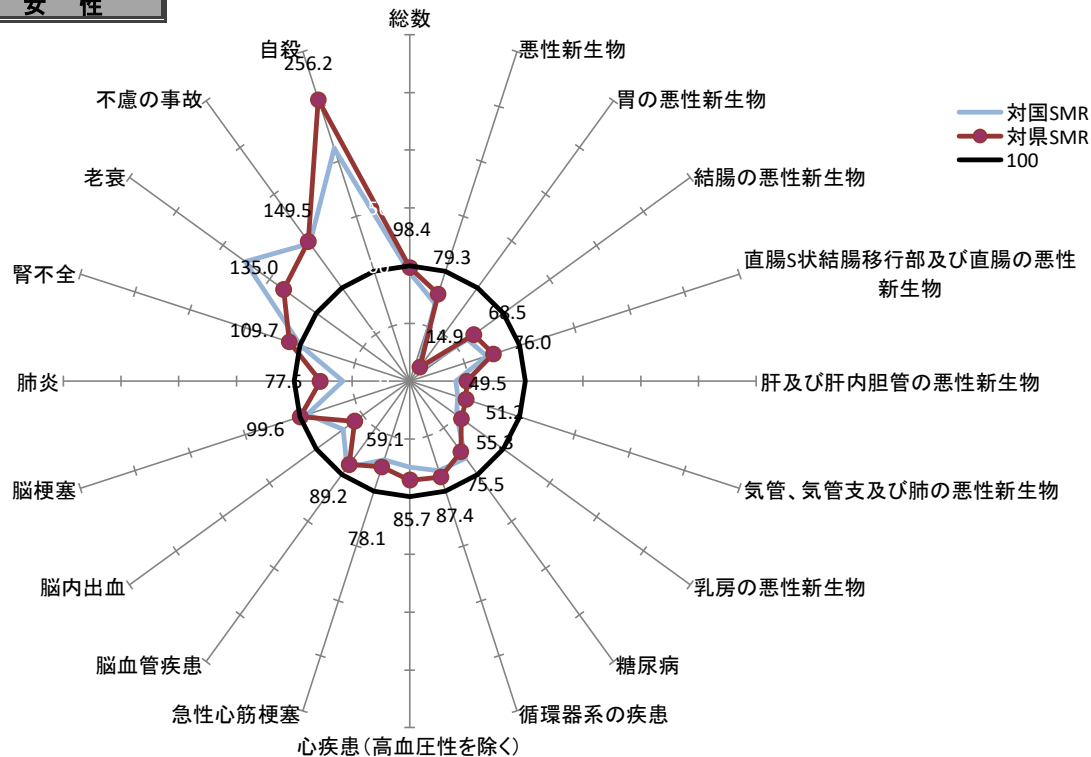 女 性
総数
悪性新生物
胃の悪性新生物
結腸の悪性新生物
直腸S状結腸移行部及び直腸の悪性
新生物
肝及び肝内胆管の悪性新生物
気管、気管支及び肺の悪性新生物
乳房の悪性新生物
糖尿病
循環器系の疾患
心疾患(高血圧性を除く)
急性心筋梗塞
脳血管疾患
脳内出血
脳梗塞
肺炎
腎不全
老衰
不慮の事故
自殺
対国SMR
対県SMR
100
98.4
79.3
14.9
68.5
76.0
49.5
51.2
55.3
75.5
87.4
85.7
78.1
89.2
59.1
99.6
77.5
109.7
135.0
149.5
256.2